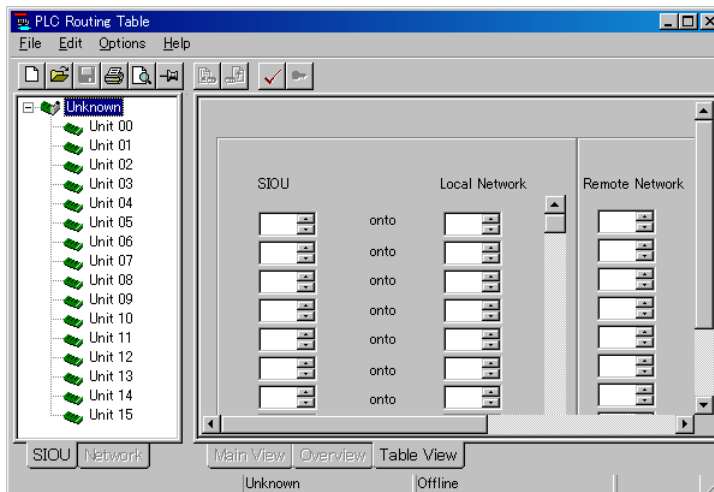 PLC Routing Table
File Edit Options Help
Unknown
Unit 00
Unit 01
Unit 02
Unit 03
Unit 04
Unit 05
Unit 06
Unit 07
Unit 08
Unit 09
Unit 10
Unit 11
Unit 12
Unit 13
Unit 14
Unit 15
SIOU Network
SIOU Local Network Remote Network
onto
onto
onto
onto
onto
onto
onto
Main View Overview Table View
Unknown Offline